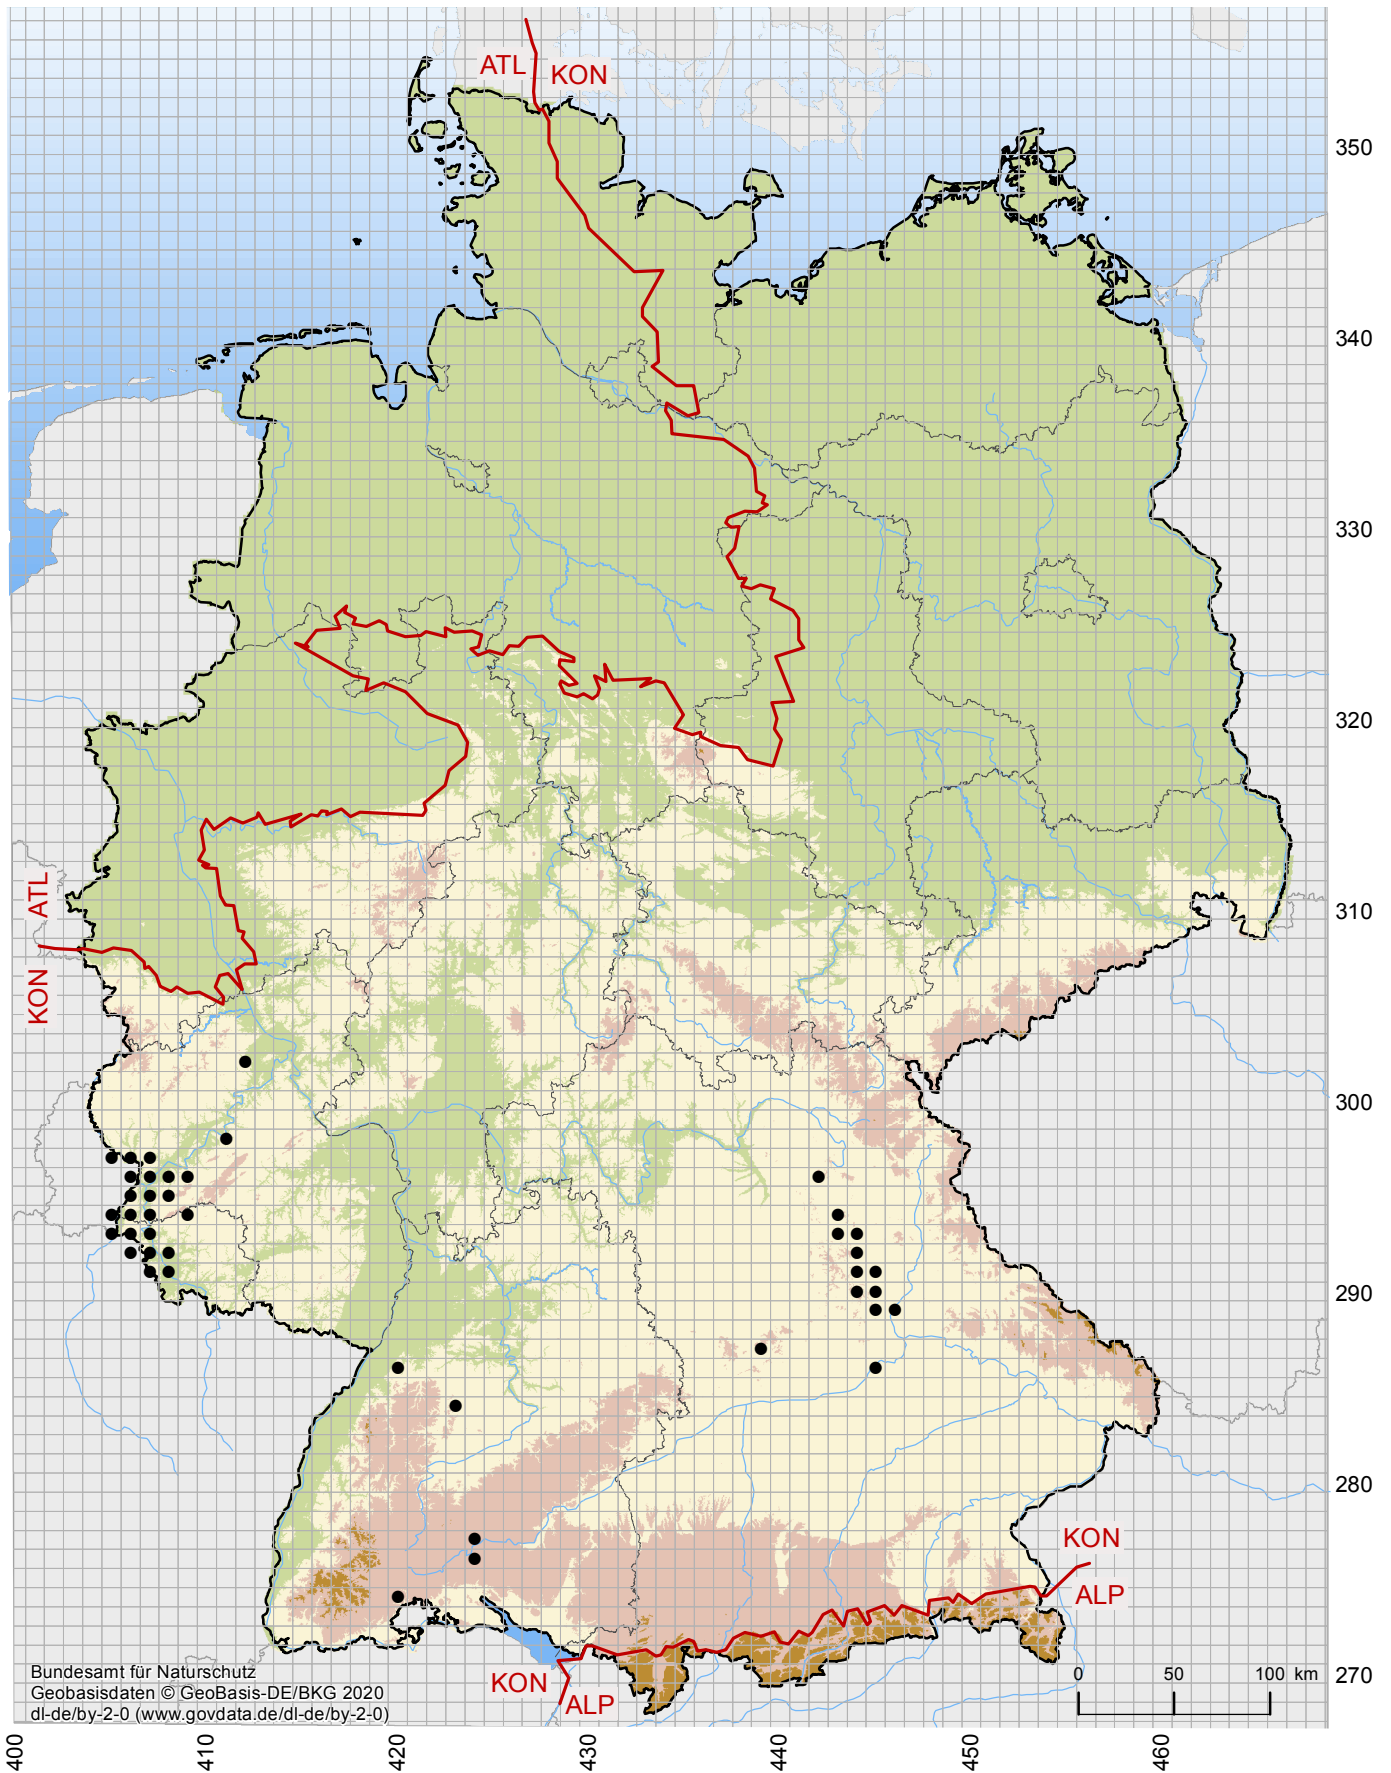 ATL
KON
350
340
330
320
ATL
310
KON
300
290
280
KON
ALP
270
KON
ALP
Bundesamt für Naturschutz
Geobasisdaten © GeoBasis-DE/BKG 2020
dl-de/by-2-0 (www.govdata.de/dl-de/by-2-0)
0 50 100 km
400 410 420 430 440 450 460